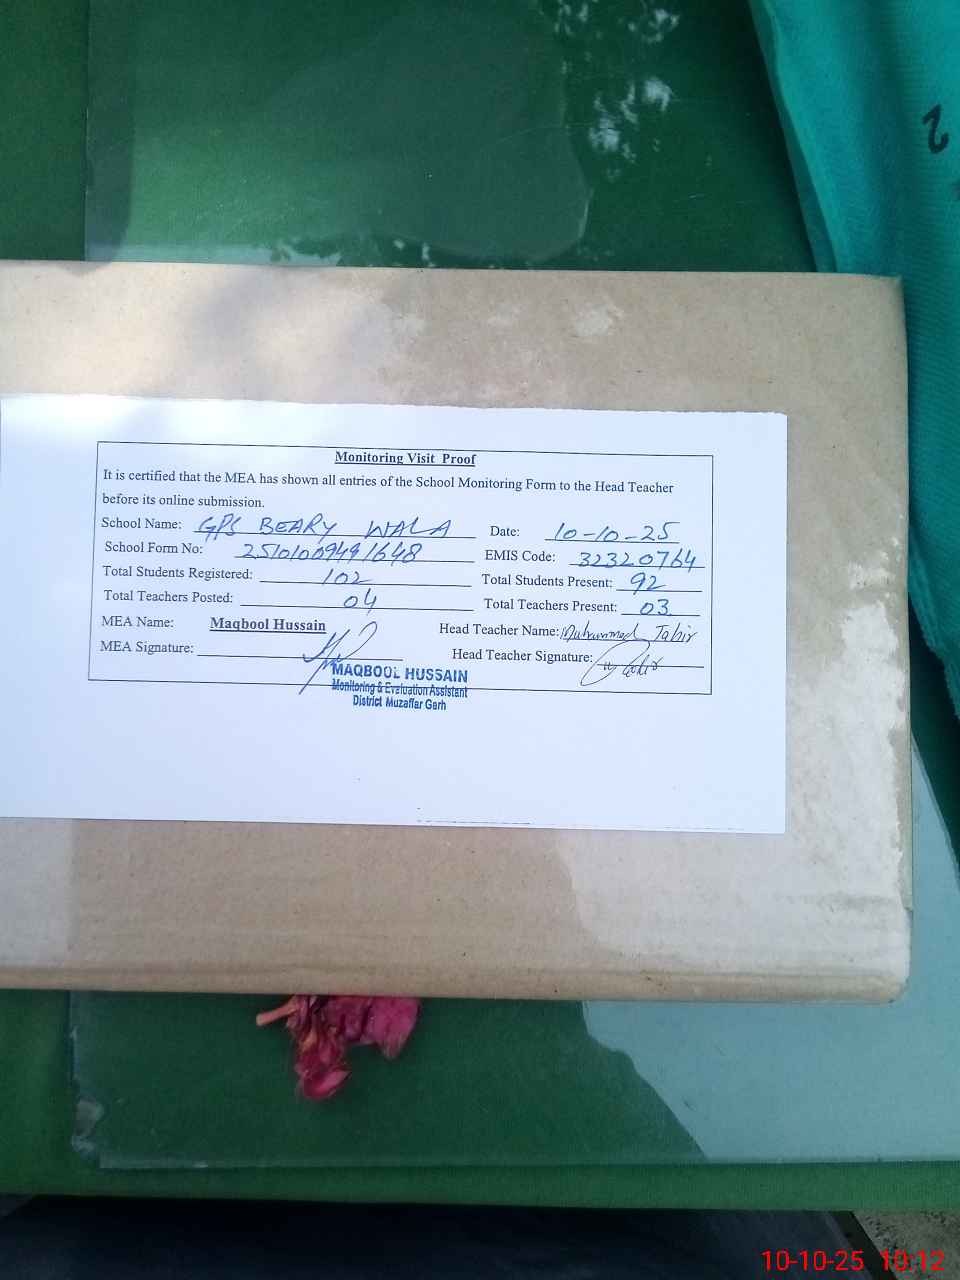 Monitoring Visit Proof
It is certified that the MEA has shown all entries of the School Monitoring Form to the Head Teacher
before its online submission.
School Name: GPS BEARY WALA Date: 10-10-25
School Form No: 25101009491648 EMIS Code: 32320764
Total Students Registered: 102 Total Students Present: 92
Total Teachers Posted: 04 Total Teachers Present: 03
MEA Name: Maqbool Hussain Head Teacher Name: Muhammad Tahir
MEA Signature: Head Teacher Signature:
MAQBOOL HUSSAIN
Monitoring & Evaluation Assistant
District Muzaffar Garh
2
10-10-25 10:12